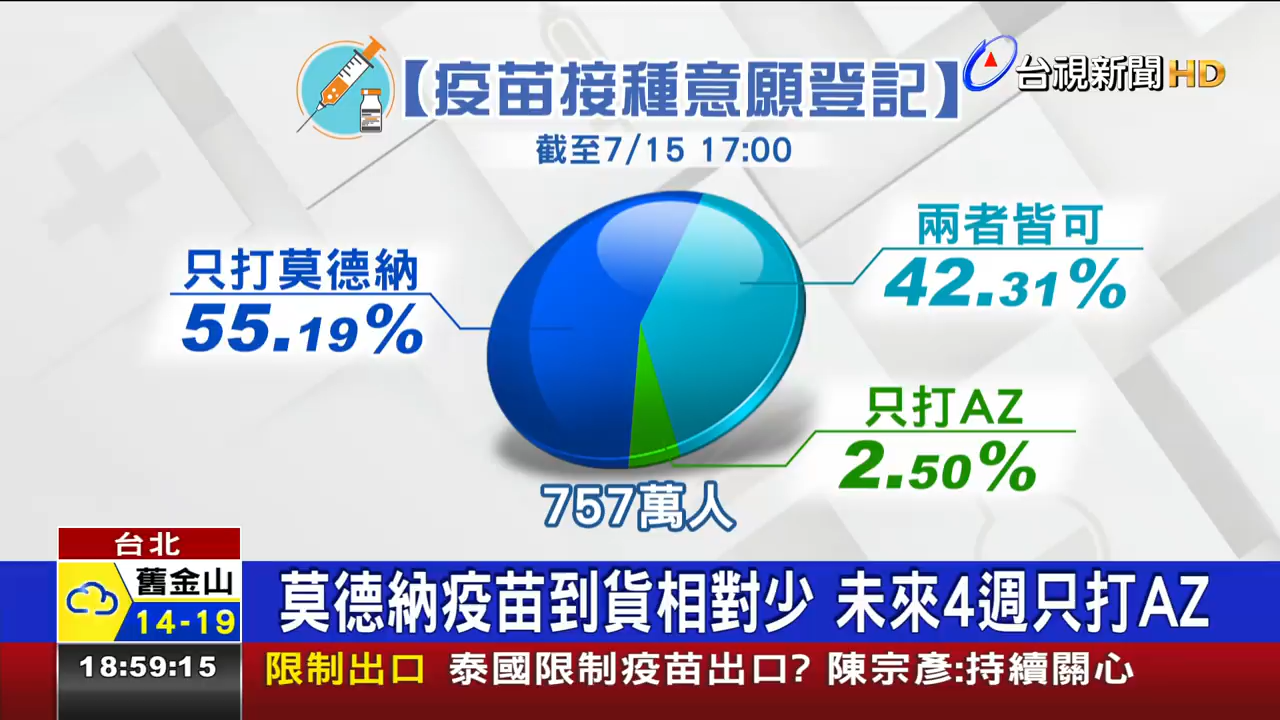 【疫苗接種意願登記】
台視新聞HD
截至7/15 17:00
只打莫德納
55.19%
兩者皆可
42.31%
只打AZ
2.50%
757萬人
台北
舊金山
14-19
莫德納疫苗到貨相對少 未來4週只打AZ
18:59:15
限制出口 泰國限制疫苗出口? 陳宗彥:持續關心